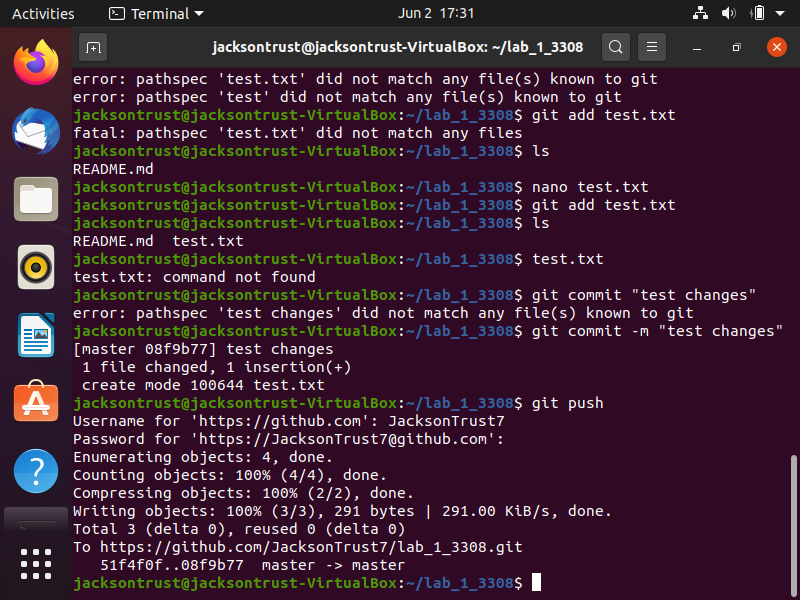 Activities
Terminal
Jun 2 17:31
jacksontrust@jacksontrust-VirtualBox: ~/lab_1_3308
error: pathspec 'test.txt' did not match any file(s) known to git
error: pathspec 'test' did not match any file(s) known to git
jacksontrust@jacksontrust-VirtualBox:~/lab_1_3308$ git add test.txt
fatal: pathspec 'test.txt' did not match any files
jacksontrust@jacksontrust-VirtualBox:~/lab_1_3308$ ls
README.md
jacksontrust@jacksontrust-VirtualBox:~/lab_1_3308$ nano test.txt
jacksontrust@jacksontrust-VirtualBox:~/lab_1_3308$ git add test.txt
jacksontrust@jacksontrust-VirtualBox:~/lab_1_3308$ ls
README.md  test.txt
jacksontrust@jacksontrust-VirtualBox:~/lab_1_3308$ test.txt
test.txt: command not found
jacksontrust@jacksontrust-VirtualBox:~/lab_1_3308$ git commit "test changes"
error: pathspec 'test changes' did not match any file(s) known to git
jacksontrust@jacksontrust-VirtualBox:~/lab_1_3308$ git commit -m "test changes"
[master 08f9b77] test changes
 1 file changed, 1 insertion(+)
 create mode 100644 test.txt
jacksontrust@jacksontrust-VirtualBox:~/lab_1_3308$ git push
Username for 'https://github.com': JacksonTrust7
Password for 'https://JacksonTrust7@github.com':
Enumerating objects: 4, done.
Counting objects: 100% (4/4), done.
Compressing objects: 100% (2/2), done.
Writing objects: 100% (3/3), 291 bytes | 291.00 KiB/s, done.
Total 3 (delta 0), reused 0 (delta 0)
To https://github.com/JacksonTrust7/lab_1_3308.git
   51f4f0f..08f9b77  master -> master
jacksontrust@jacksontrust-VirtualBox:~/lab_1_3308$